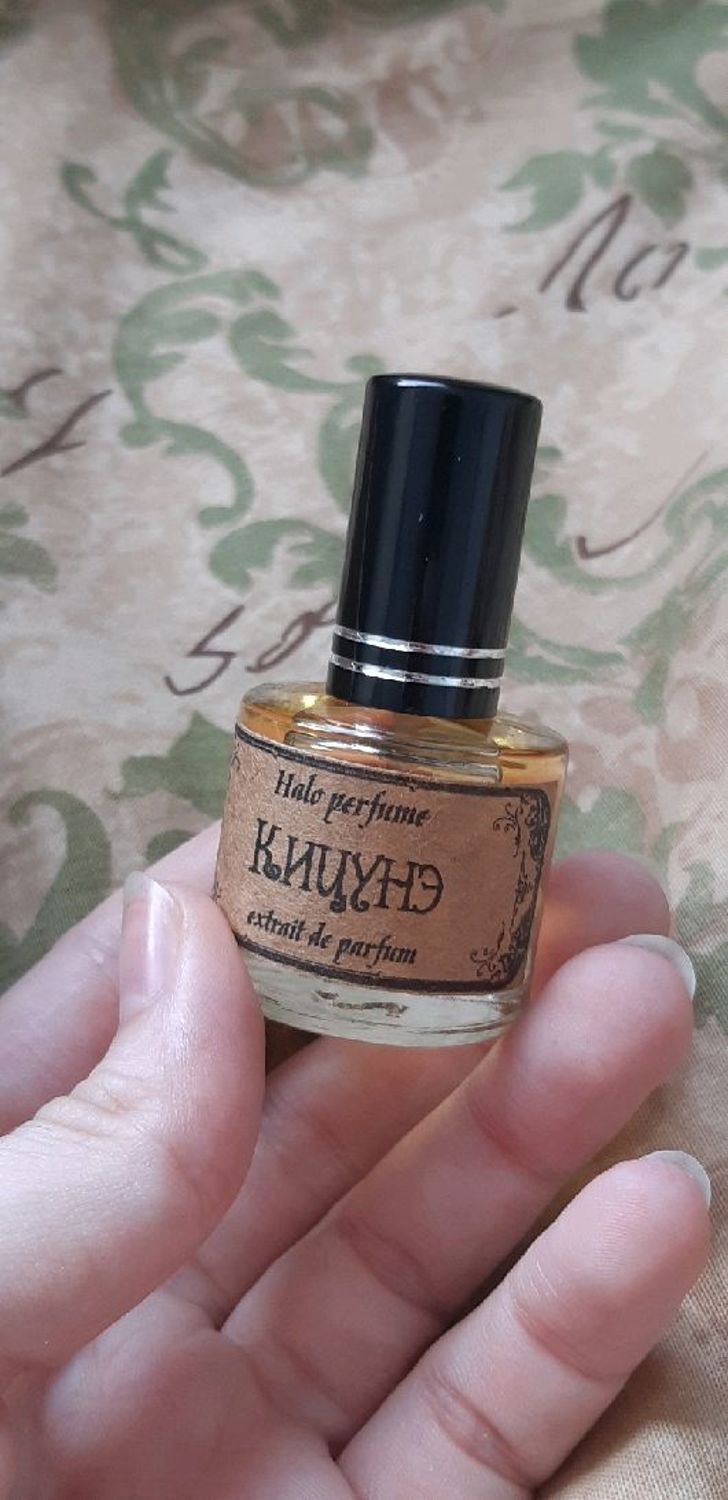 Halo perfume
КИЦУНЭ
extrait de parfum